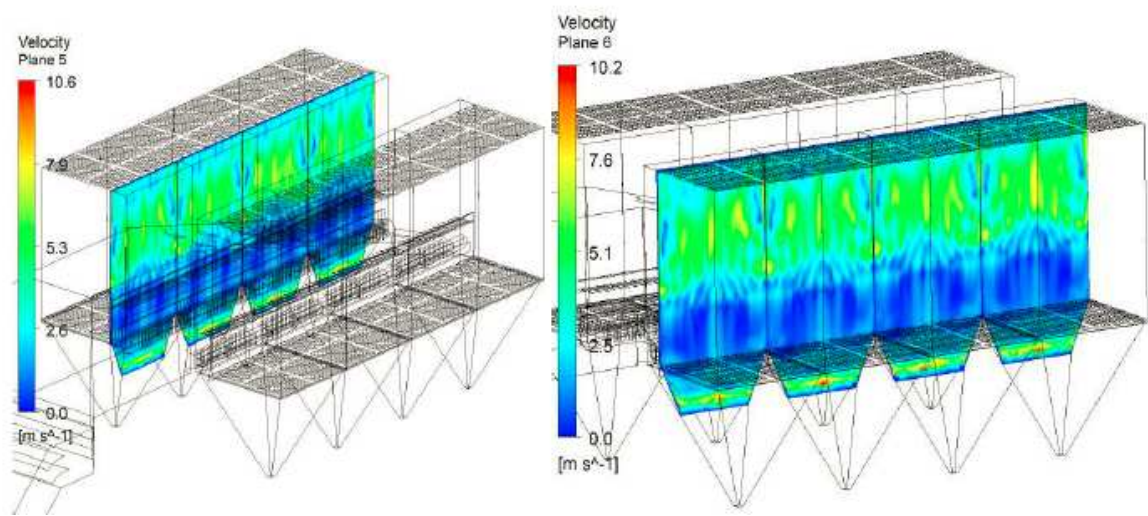 Velocity
Plane 5
10.6
7.9
5.3
2.6
0.0
[m s^-1]
Velocity
Plane 6
10.2
7.6
5.1
2.5
0.0
[m s^-1]